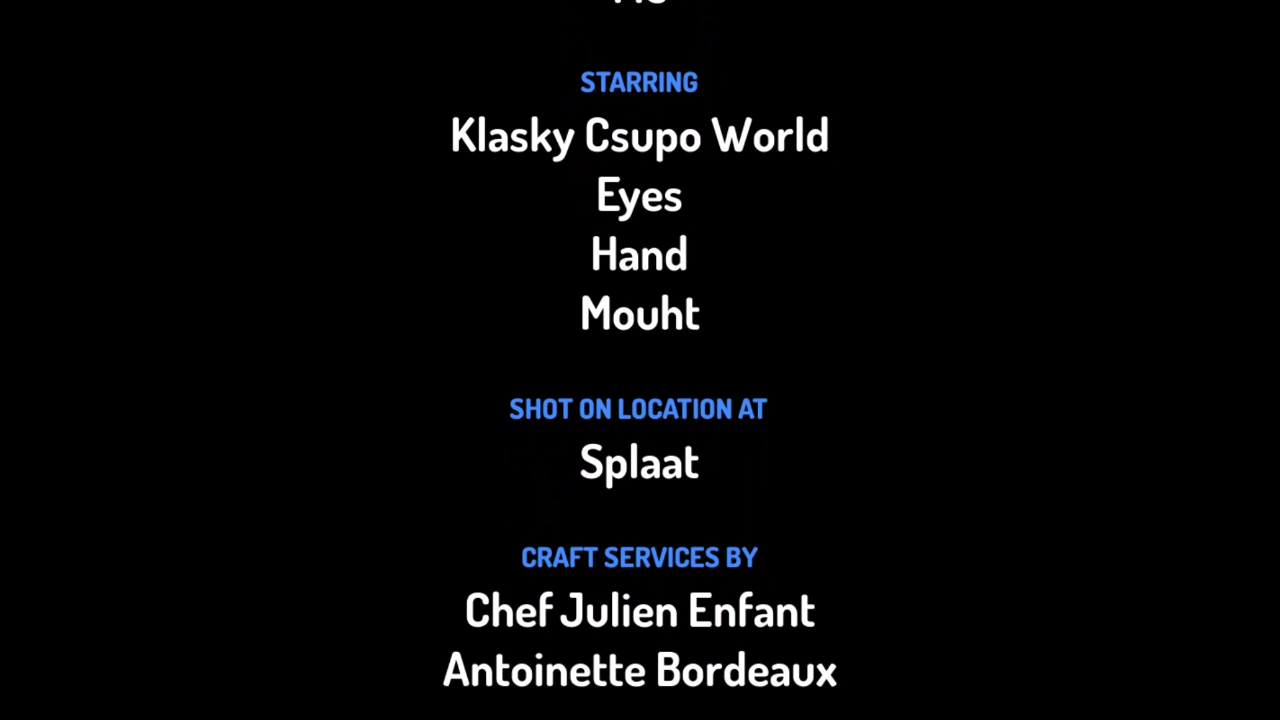 STARRING
Klasky Csupo World
Eyes
Hand
Mouht
SHOT ON LOCATION AT
Splaat
CRAFT SERVICES BY
Chef Julien Enfant
Antoinette Bordeaux